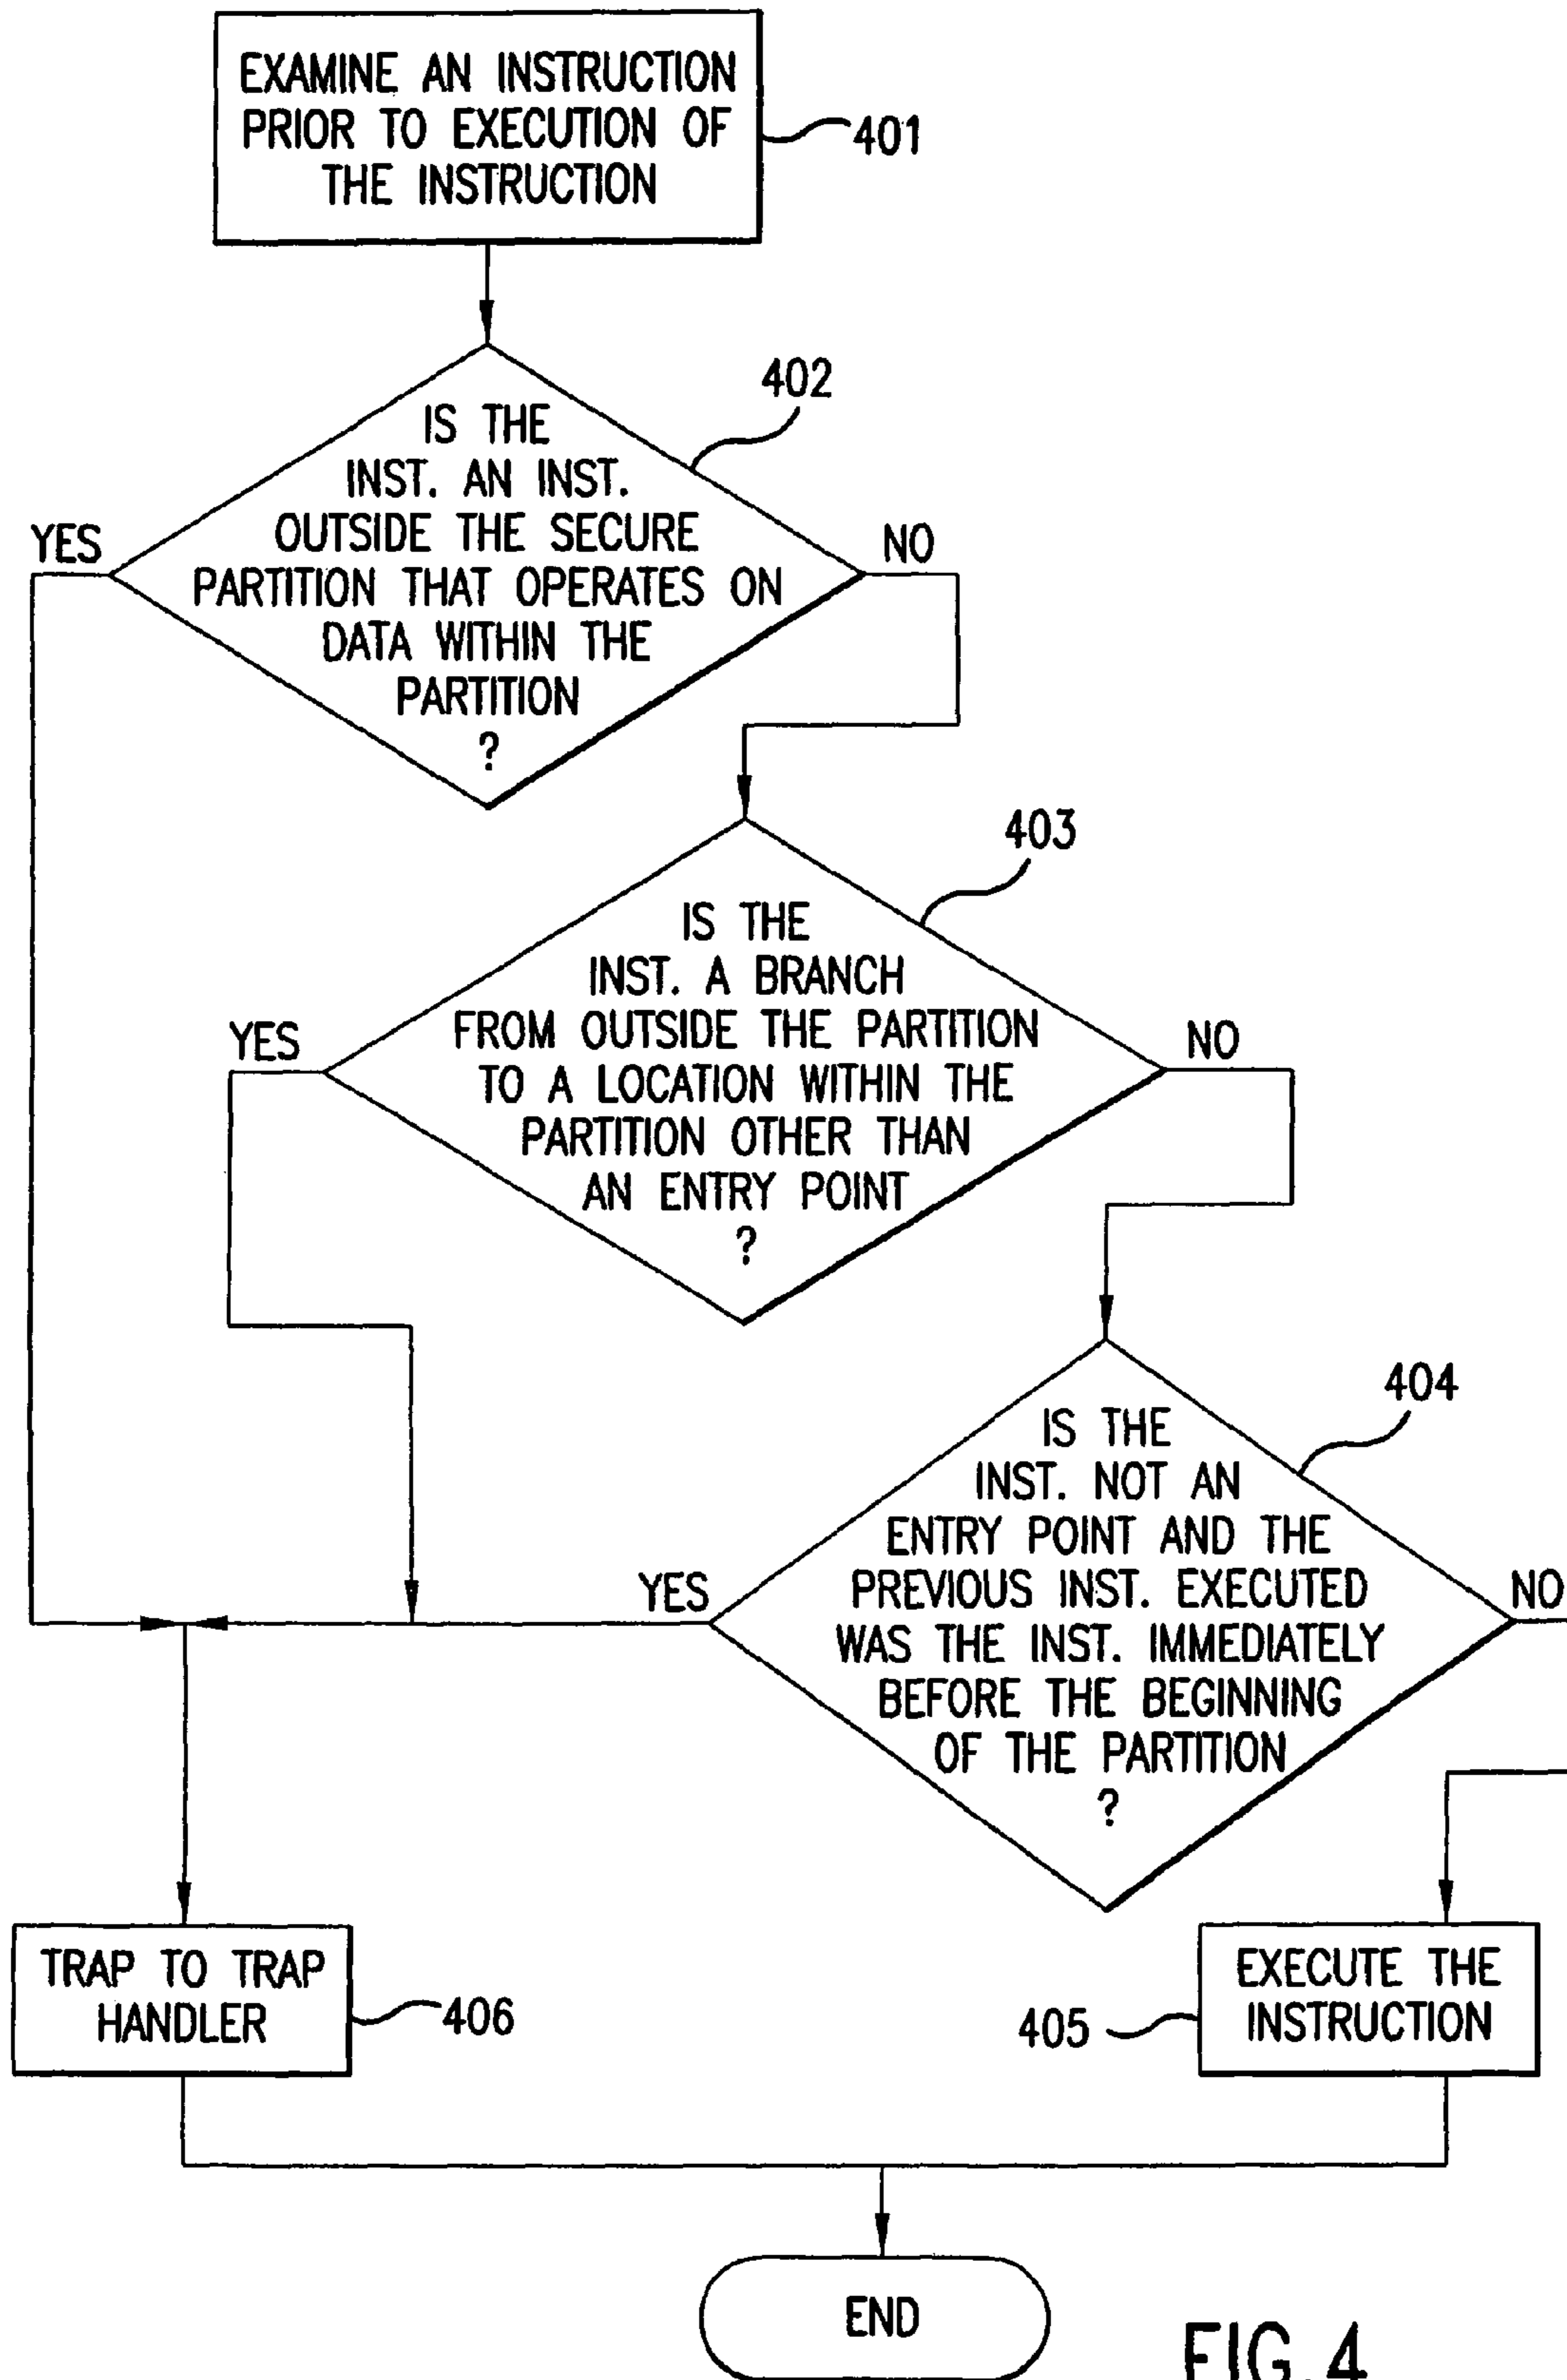 EXAMINE AN INSTRUCTION
PRIOR TO EXECUTION OF
THE INSTRUCTION
401
402
IS THE
INST. AN INST.
OUTSIDE THE SECURE
PARTITION THAT OPERATES ON
DATA WITHIN THE
PARTITION
?
YES
NO
403
IS THE
INST. A BRANCH
FROM OUTSIDE THE PARTITION
TO A LOCATION WITHIN THE
PARTITION OTHER THAN
AN ENTRY POINT
?
YES
NO
404
IS THE
INST. NOT AN
ENTRY POINT AND THE
PREVIOUS INST. EXECUTED
WAS THE INST. IMMEDIATELY
BEFORE THE BEGINNING
OF THE PARTITION
?
YES
NO
TRAP TO TRAP
HANDLER
406
405
EXECUTE THE
INSTRUCTION
END
FIG.4